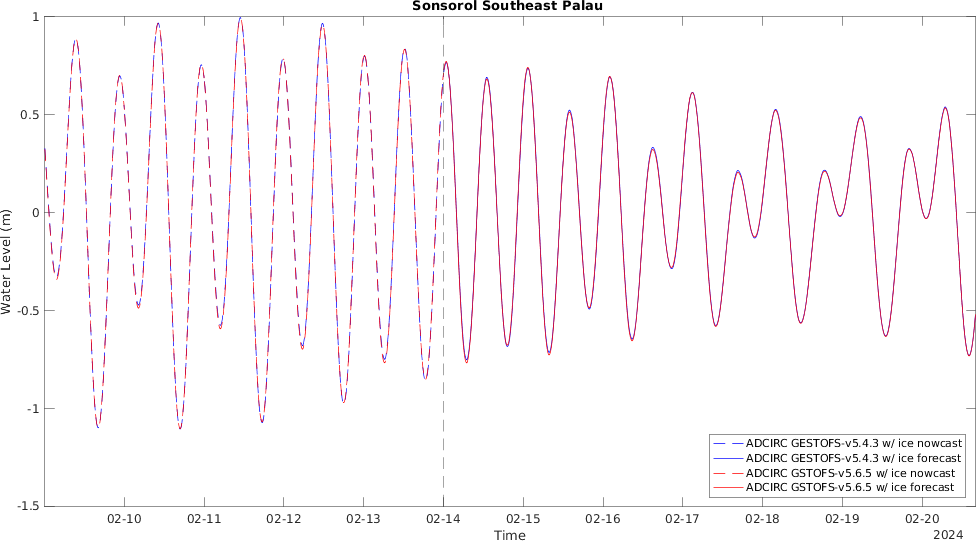 Sonsorol Southeast Palau
1
0.5
0
-0.5
-1
-1.5
Water Level (m)
02-10 02-11 02-12 02-13 02-14 02-15 02-16 02-17 02-18 02-19 02-20
Time
2024
ADCIRC GESTOFS-v5.4.3 w/ ice nowcast
ADCIRC GESTOFS-v5.4.3 w/ ice forecast
ADCIRC GSTOFS-v5.6.5 w/ ice nowcast
ADCIRC GSTOFS-v5.6.5 w/ ice forecast